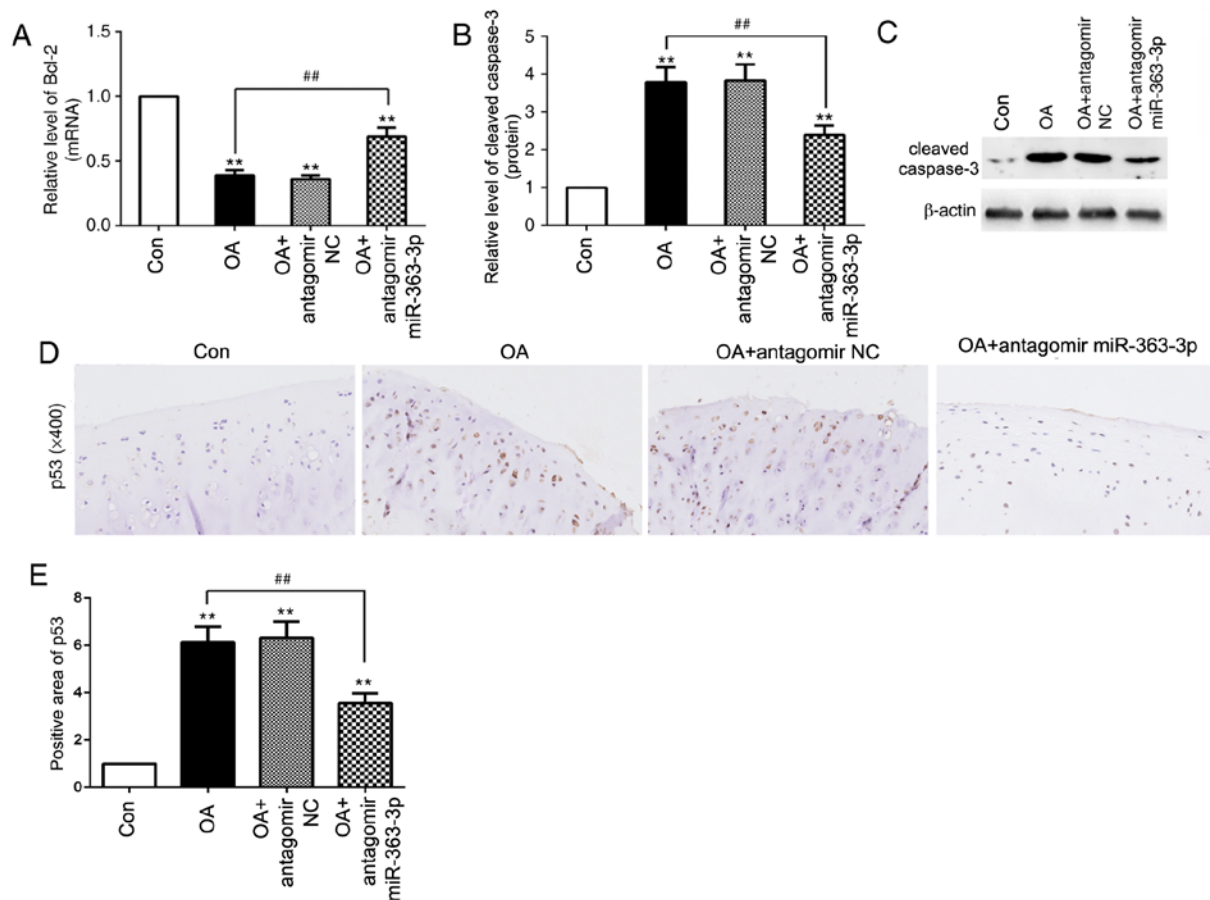 A
Relative level of Bcl-2
(mRNA)
1.5
1.0
0.5
0.0
##
**
**
**
Con
OA
OA+
antagomir
NC
OA+
antagomir
miR-363-3p
B
Relative level of cleaved caspase-3
(protein)
5
4
3
2
1
0
##
**
**
**
Con
OA
OA+
antagomir
NC
OA+
antagomir
miR-363-3p
C
Con
OA
OA+antagomir
NC
OA+antagomir
miR-363-3p
cleaved
caspase-3
β-actin
D
Con
OA
OA+antagomir NC
OA+antagomir miR-363-3p
p53 (×400)
E
Positive area of p53
8
6
4
2
0
##
**
**
**
Con
OA
OA+
antagomir
NC
OA+
antagomir
miR-363-3p